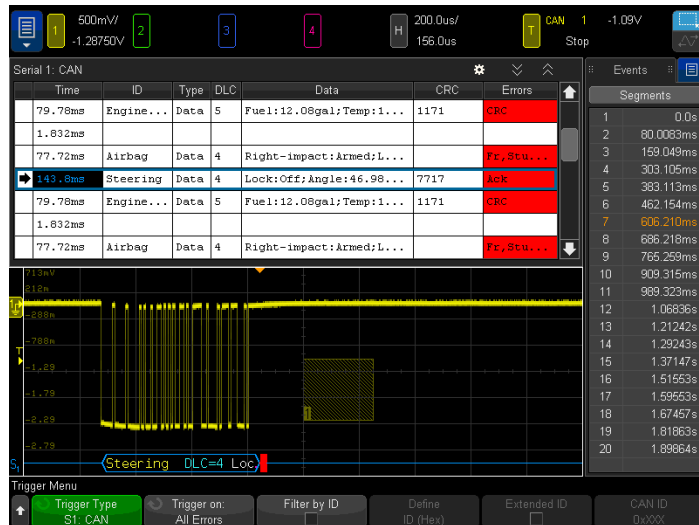 1 500mV/ 2 3 4 H 200.0us/ T CAN 1 -1.09V
-1.28750V 156.0us Stop
Serial 1: CAN
Time ID Type DLC Data CRC Errors
79.78ms Engine... Data 5 Fuel:12.08gal;Temp:1... 1171 CRC
1.832ms
77.72ms Airbag Data 4 Right-impact:Armed;L... Fr,Stu...
143.8ms Steering Data 4 Lock:Off;Angle:46.98... 7717 Ack
79.78ms Engine... Data 5 Fuel:12.08gal;Temp:1... 1171 CRC
1.832ms
77.72ms Airbag Data 4 Right-impact:Armed;L... Fr,Stu...
Events
Segments
1 0.0s
2 80.0083ms
3 159.049ms
4 303.105ms
5 383.113ms
6 462.154ms
7 606.210ms
8 686.218ms
9 765.259ms
10 909.315ms
11 989.323ms
12 1.06836s
13 1.21242s
14 1.29243s
15 1.37147s
16 1.51553s
17 1.59553s
18 1.67457s
19 1.81863s
20 1.89864s
713mV
212m
-288m
-788m
T
-1.29
-1.79
-2.29
-2.79
1
S1 Steering DLC=4 Loc
Trigger Menu
Trigger Type Trigger on: Filter by ID Define Extended ID CAN ID
S1: CAN All Errors ID (Hex) 0xXXX